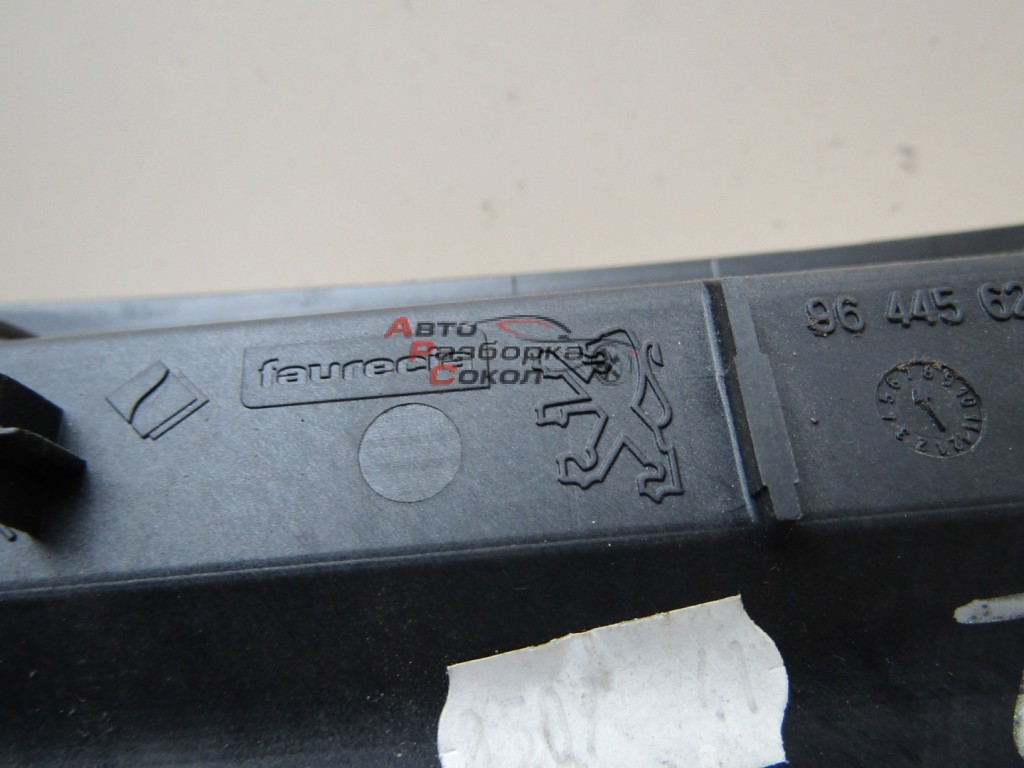 96 445 62
Авто
Разборка
Сокол
faurecia